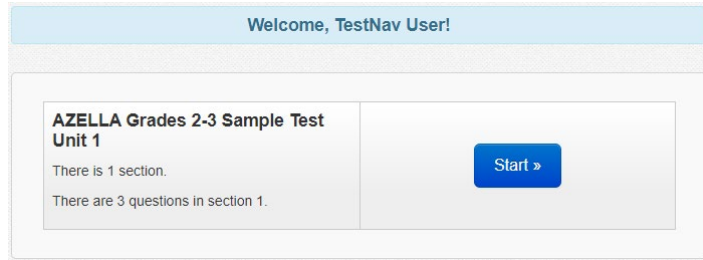 Welcome, TestNav User!
AZELLA Grades 2-3 Sample Test
Unit 1
There is 1 section.
There are 3 questions in section 1.
Start »